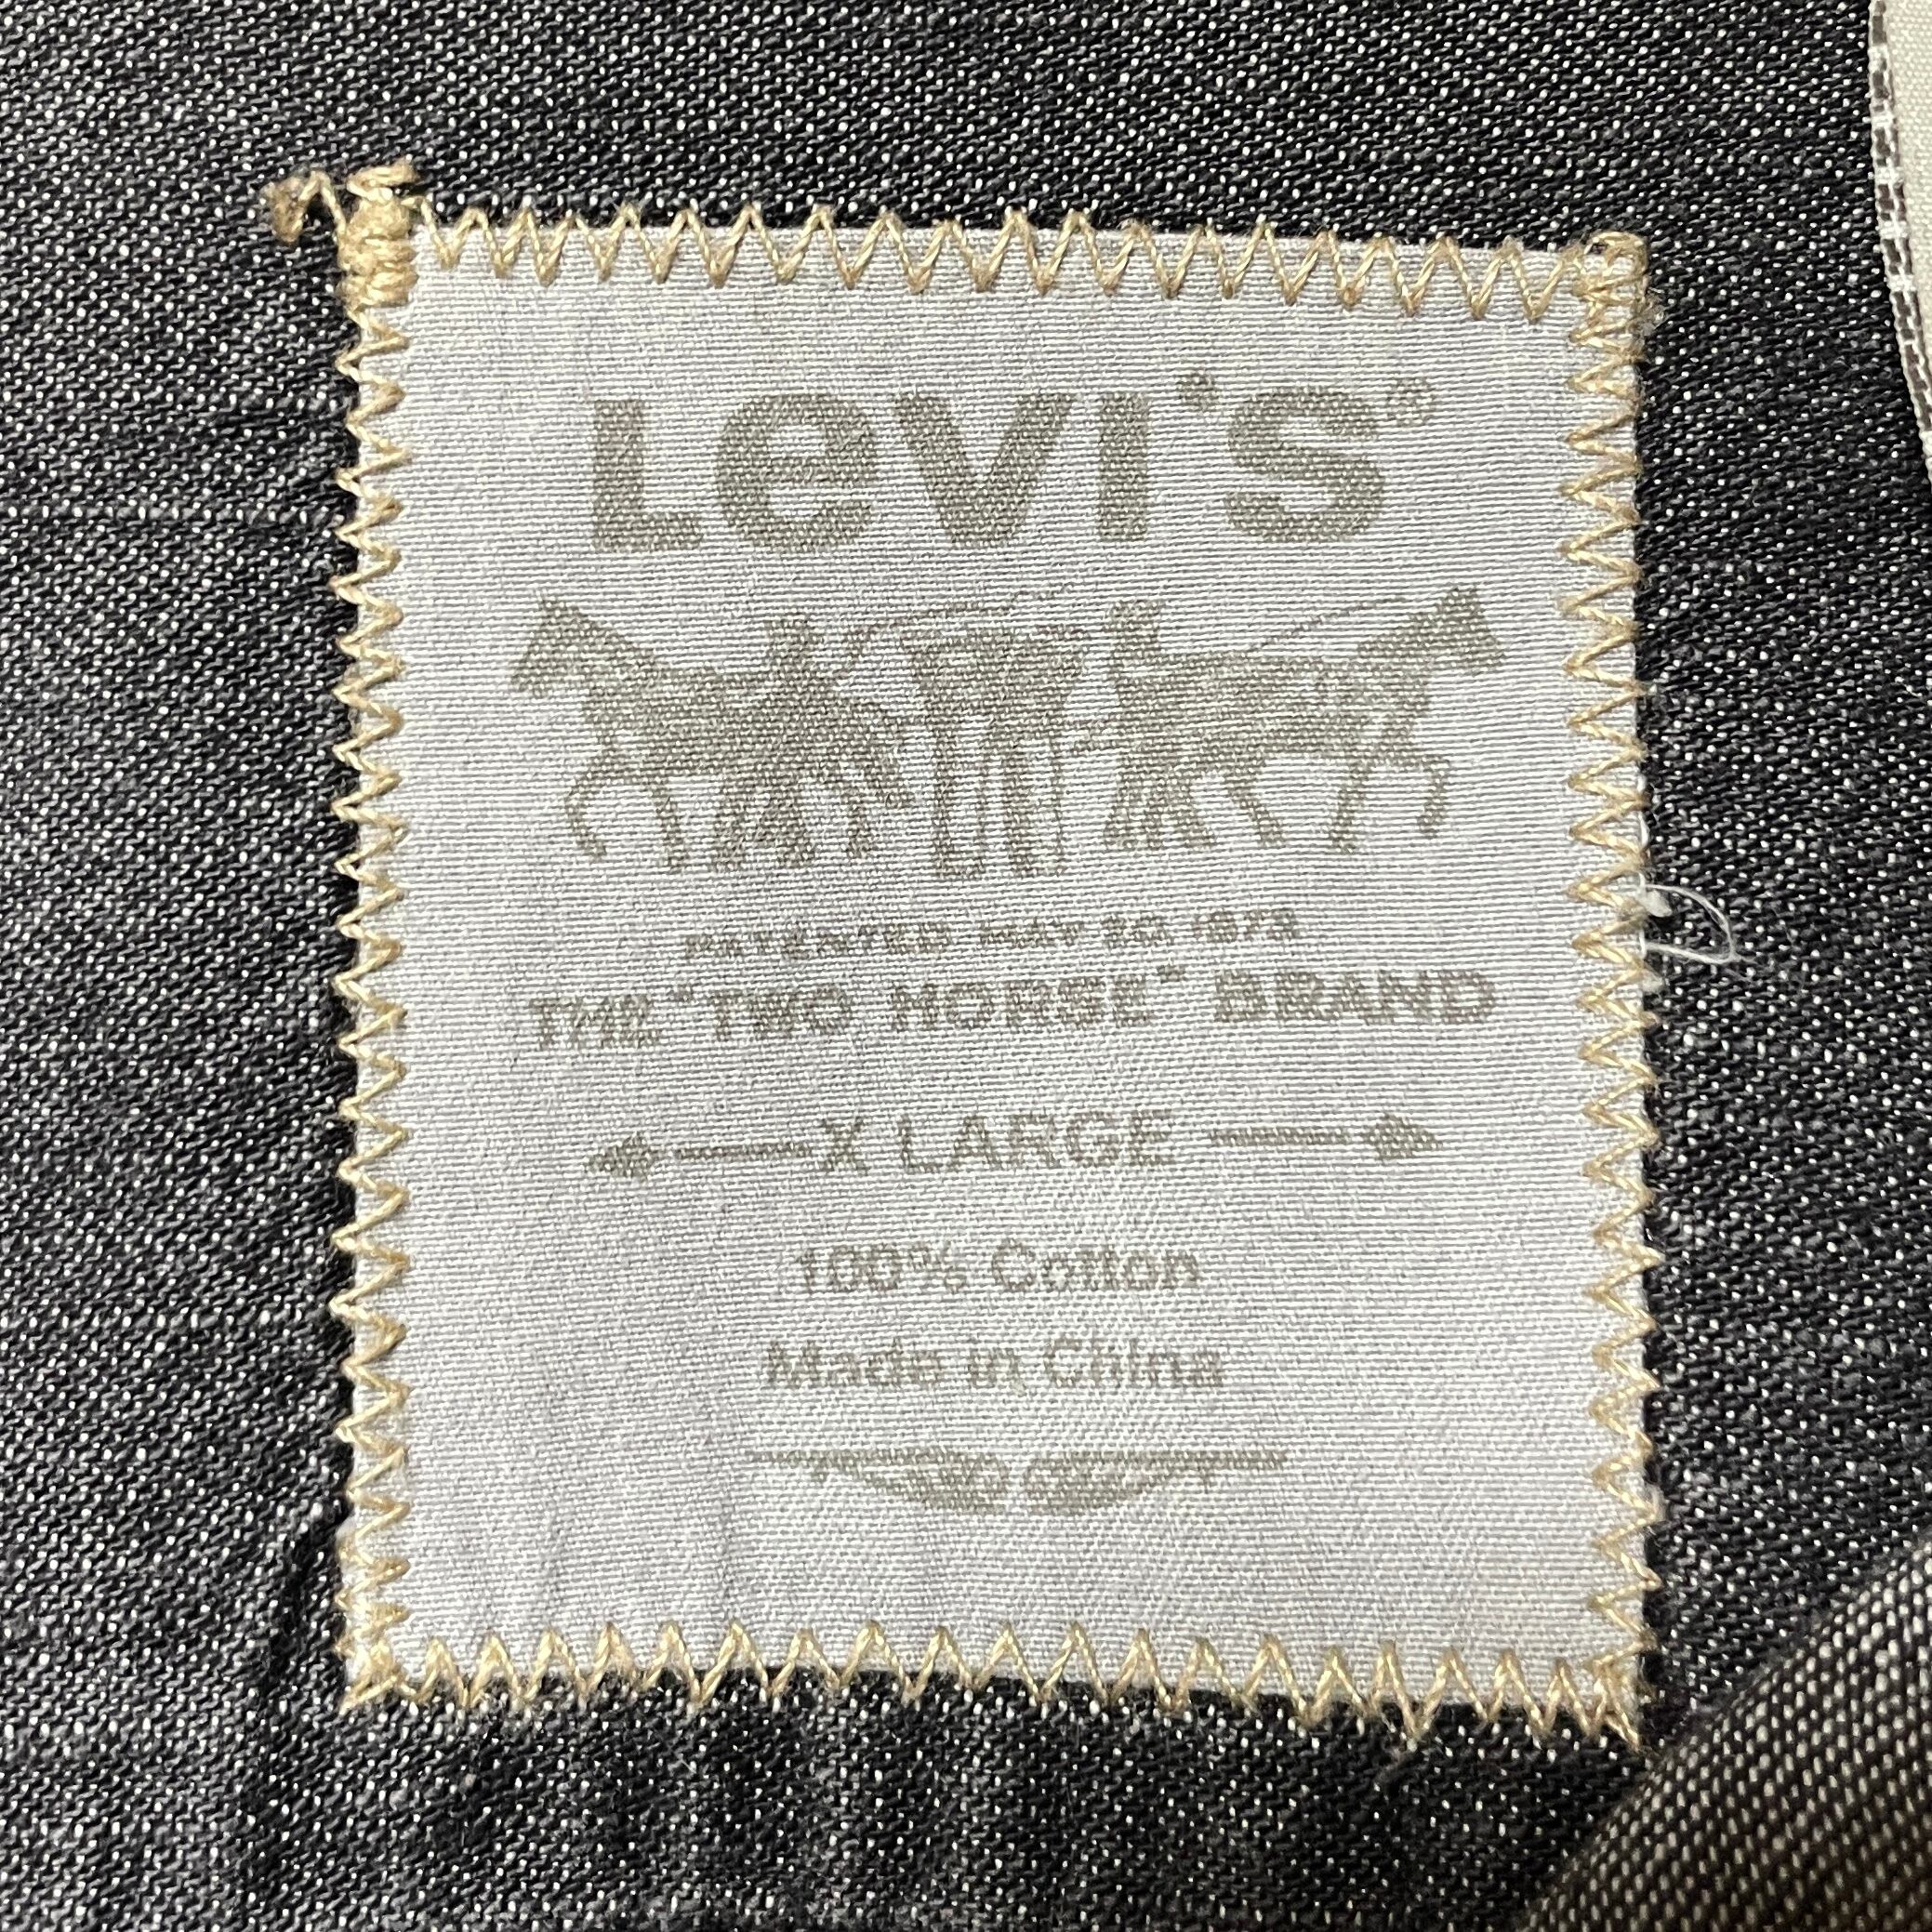 Levi's®
PATENTED MAY 20 1873
THE "TWO HORSE" BRAND
X LARGE
100% Cotton
Made in China